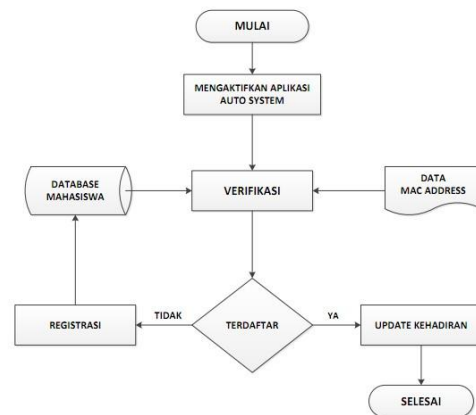 MULAI
MENGAKTIFKAN APLIKASI
AUTO SYSTEM
DATABASE
MAHASISWA
VERIFIKASI
DATA
MAC ADDRESS
REGISTRASI
TIDAK
TERDAFTAR
YA
UPDATE KEHADIRAN
SELESAI